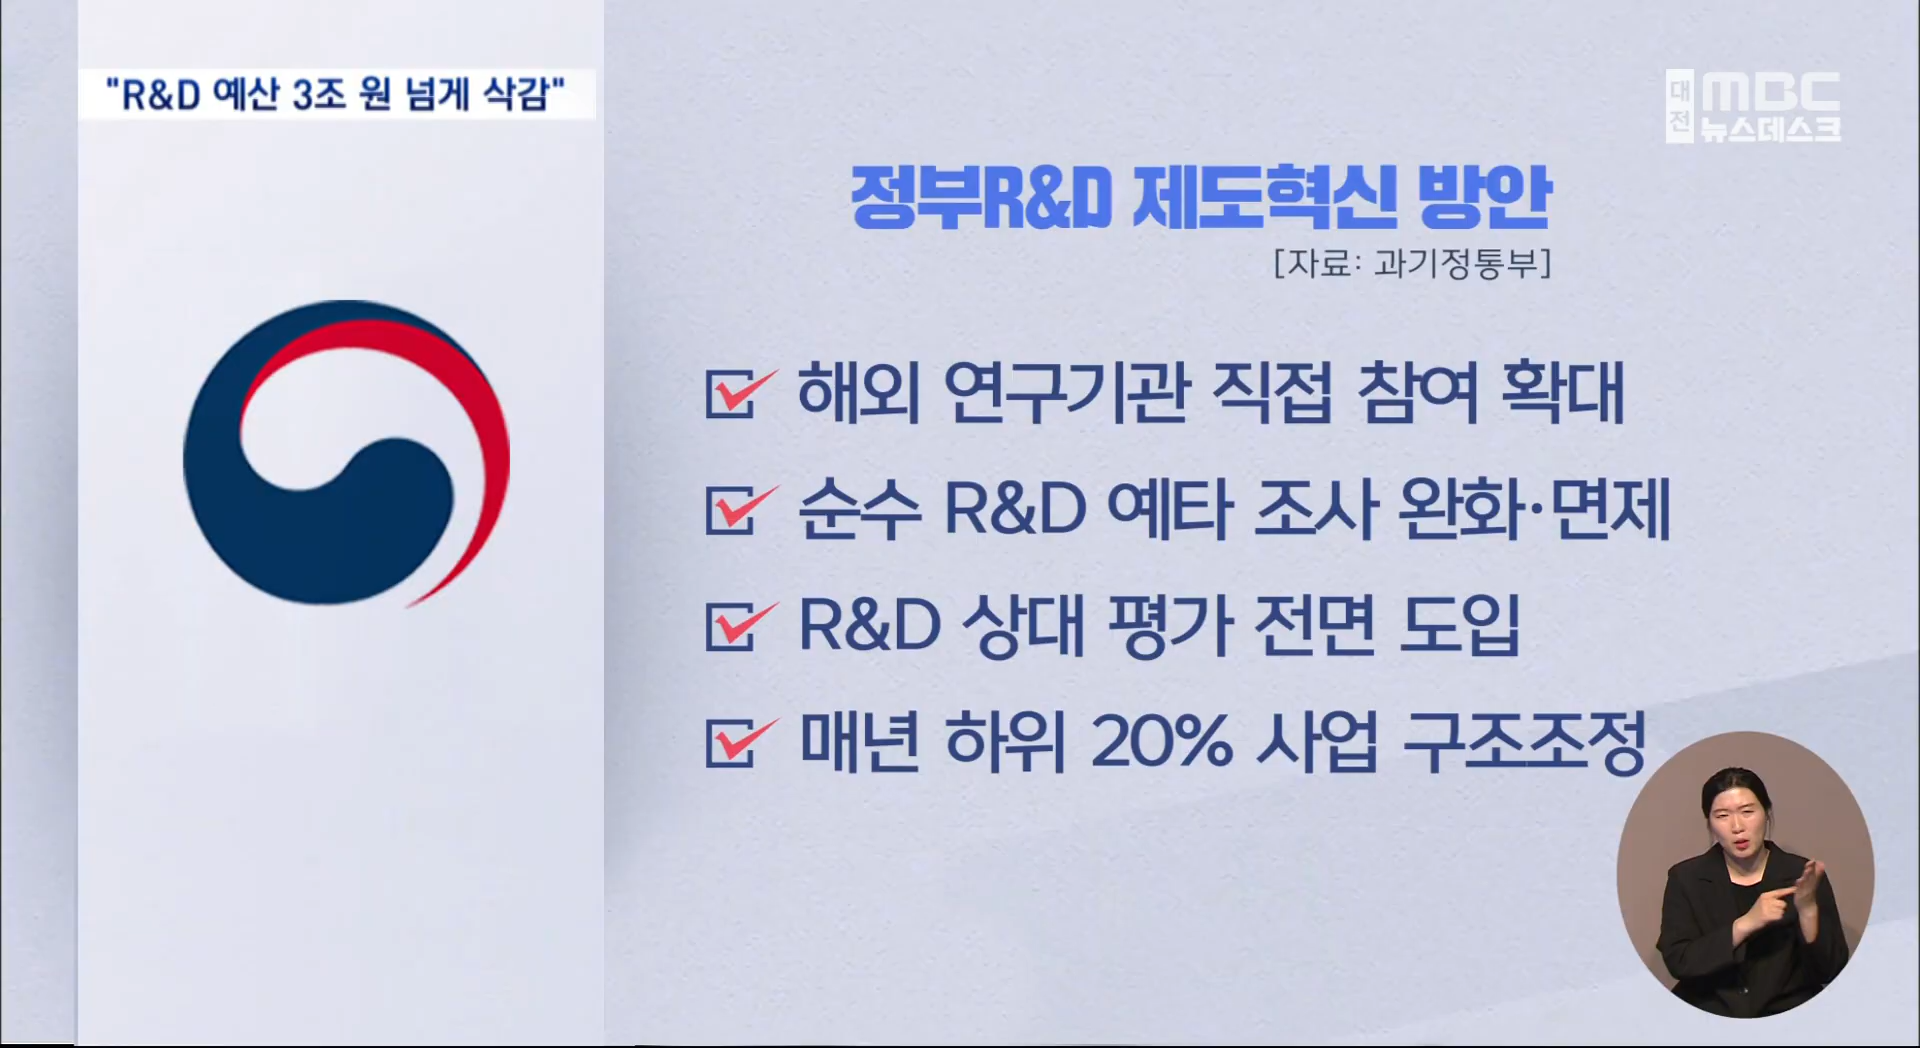 "R&D 예산 3조 원 넘게 삭감"
대전 MBC
뉴스데스크
정부R&D 제도혁신 방안
[자료: 과기정통부]
해외 연구기관 직접 참여 확대
순수 R&D 예타 조사 완화·면제
R&D 상대 평가 전면 도입
매년 하위 20% 사업 구조조정